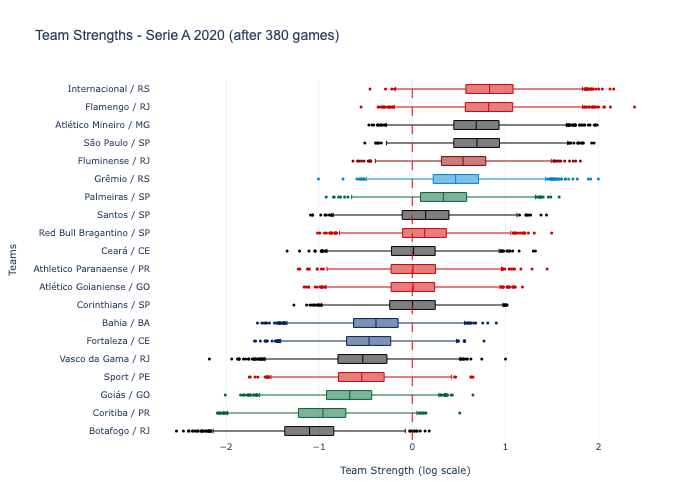 Team Strengths - Serie A 2020 (after 380 games)
Internacional / RS
Flamengo / RJ
Atlético Mineiro / MG
São Paulo / SP
Fluminense / RJ
Grêmio / RS
Palmeiras / SP
Santos / SP
Red Bull Bragantino / SP
Ceará / CE
Athletico Paranaense / PR
Atlético Goianiense / GO
Corinthians / SP
Bahia / BA
Fortaleza / CE
Vasco da Gama / RJ
Sport / PE
Goiás / GO
Coritiba / PR
Botafogo / RJ
Teams
−2 −1 0 1 2
Team Strength (log scale)